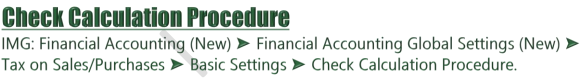 Check Calculation Procedure
IMG: Financial Accounting (New) ➤ Financial Accounting Global Settings (New) ➤
Tax on Sales/Purchases ➤ Basic Settings ➤ Check Calculation Procedure.